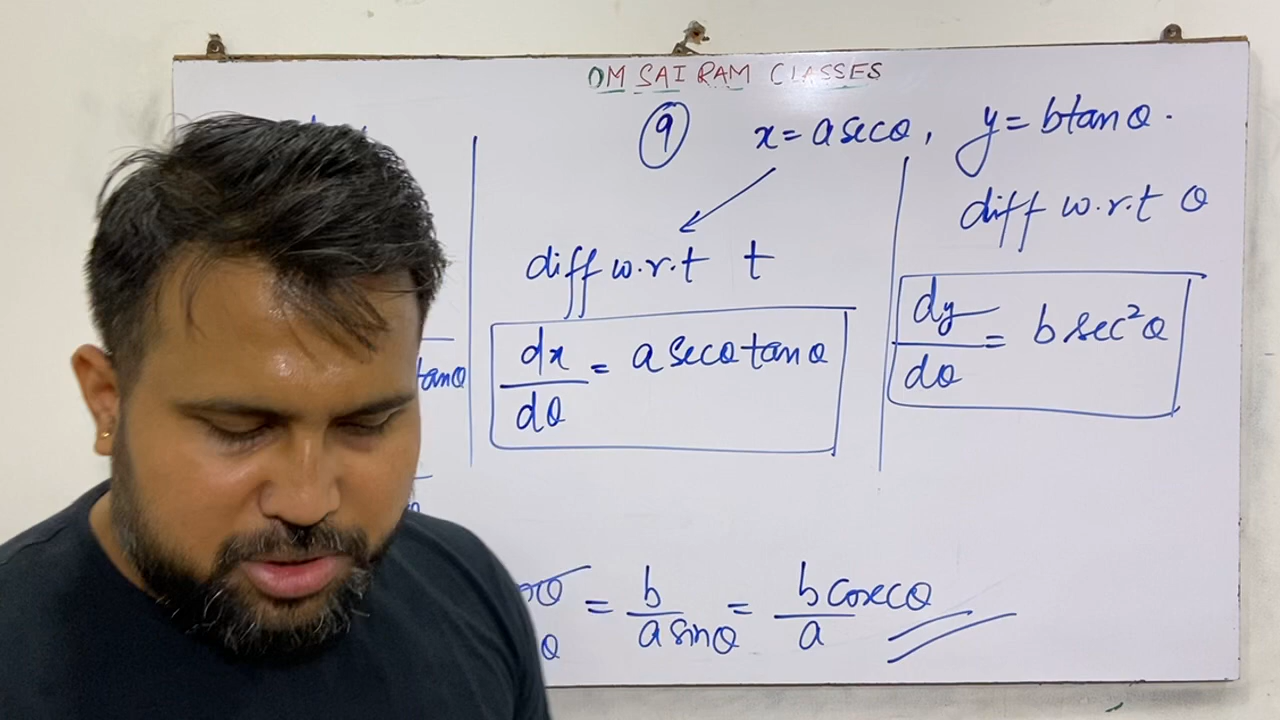 OM SAI RAM CLASSES
⑨ x = a secθ, y = b tanθ.
diff w.r.t t
dx/dθ = a secθ tanθ
diff w.r.t θ
dy/dθ = b sec²θ
tanθ
= b/(a sinθ) = b cosecθ/a